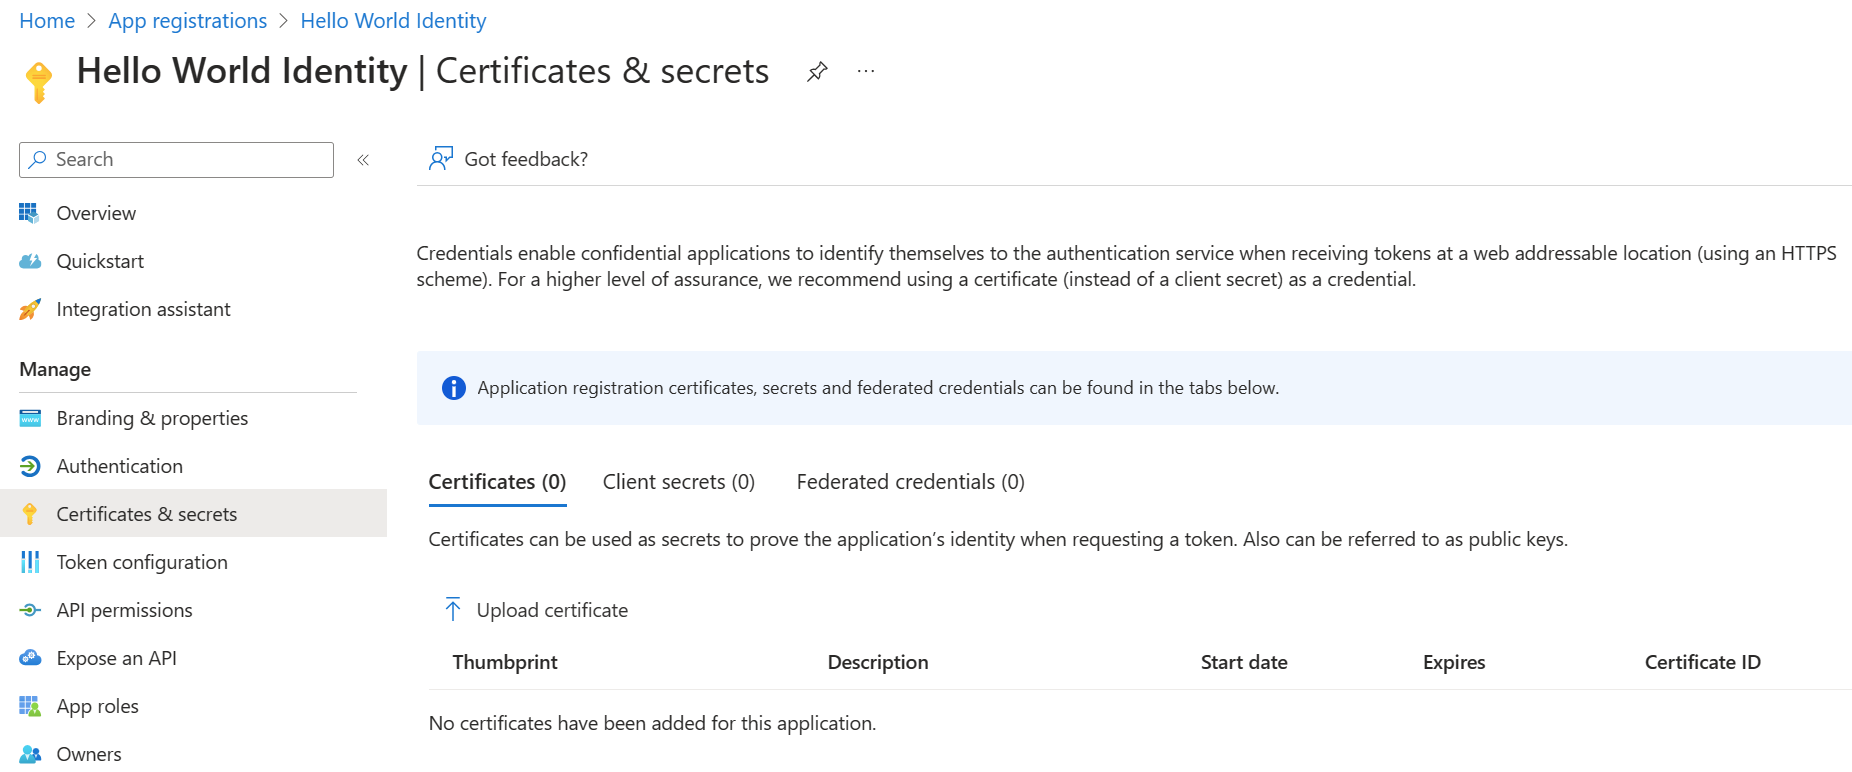 Home > App registrations > Hello World Identity
Hello World Identity | Certificates & secrets ...
Search «
Overview
Quickstart
Integration assistant
Manage
Branding & properties
Authentication
Certificates & secrets
Token configuration
API permissions
Expose an API
App roles
Owners
Got feedback?
Credentials enable confidential applications to identify themselves to the authentication service when receiving tokens at a web addressable location (using an HTTPS
scheme). For a higher level of assurance, we recommend using a certificate (instead of a client secret) as a credential.
Application registration certificates, secrets and federated credentials can be found in the tabs below.
Certificates (0) Client secrets (0) Federated credentials (0)
Certificates can be used as secrets to prove the application’s identity when requesting a token. Also can be referred to as public keys.
Upload certificate
Thumbprint Description Start date Expires Certificate ID
No certificates have been added for this application.